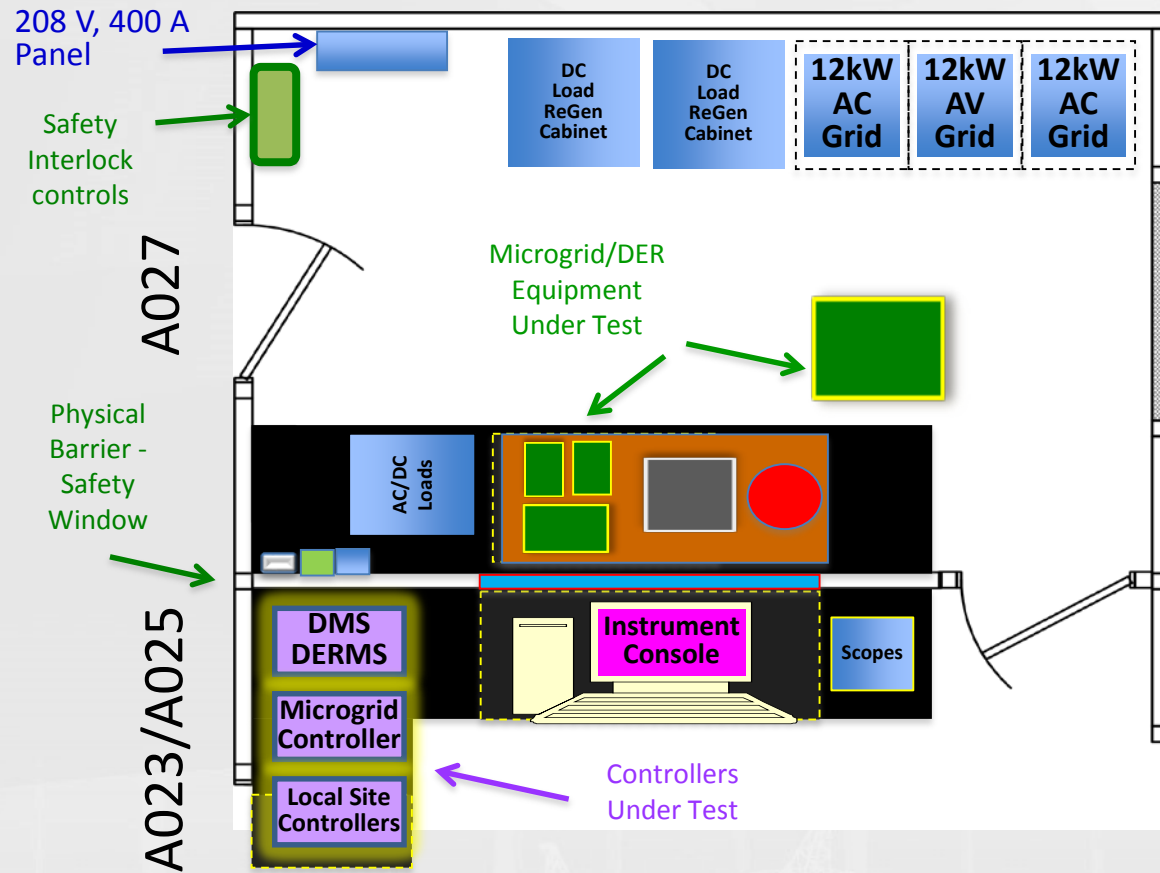 208 V, 400 A
Panel
Safety
Interlock
controls
DC
Load
ReGen
Cabinet
DC
Load
ReGen
Cabinet
12kW
AC
Grid
12kW
AV
Grid
12kW
AC
Grid
A027
Microgrid/DER
Equipment
Under Test
Physical
Barrier -
Safety
Window
AC/DC
Loads
A023/A025
DMS
DERMS
Microgrid
Controller
Local Site
Controllers
Instrument
Console
Scopes
Controllers
Under Test